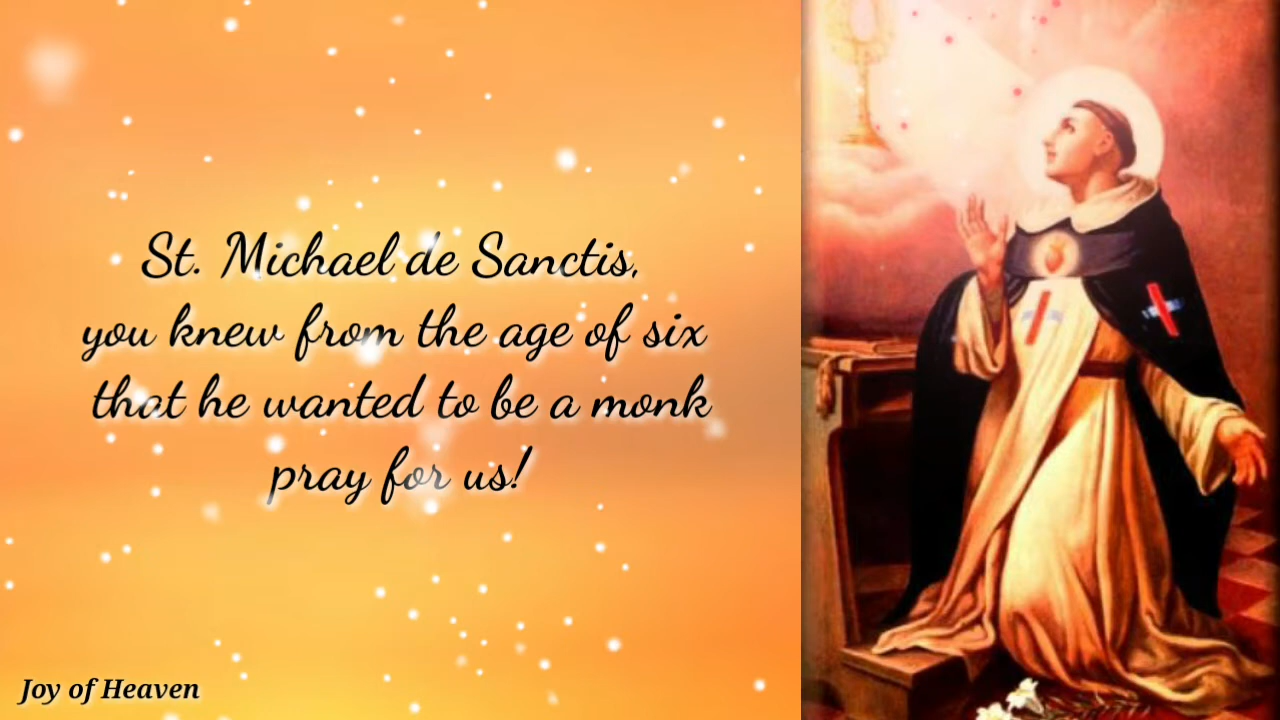 St. Michael de Sanctis,
you knew from the age of six
that he wanted to be a monk
pray for us!
Joy of Heaven